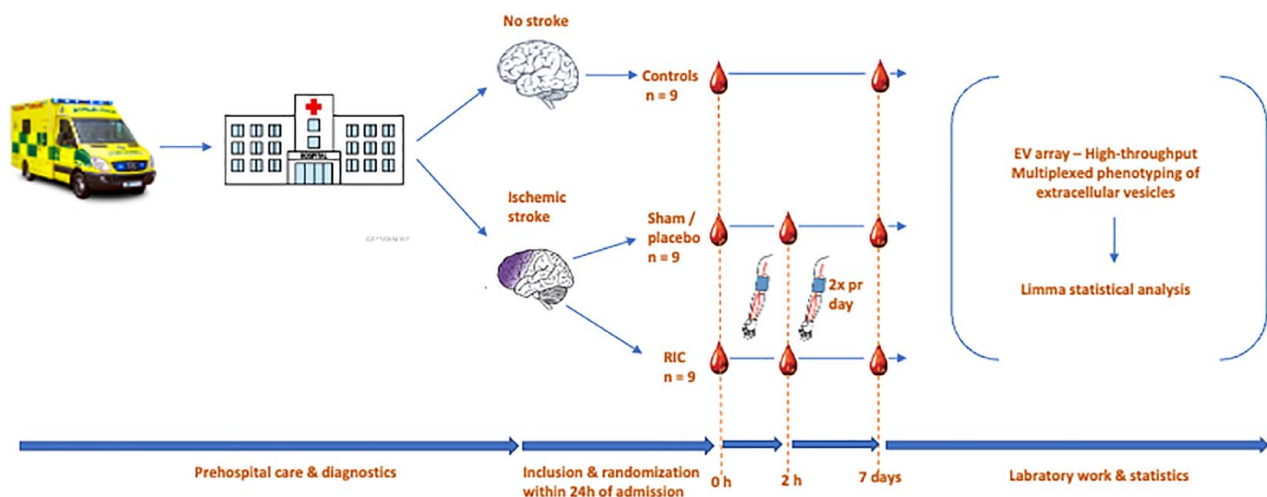 No stroke
Controls
n = 9
HOSPITAL
EV array – High-throughput
Multiplexed phenotyping of
extracellular vesicles
Limma statistical analysis
Ischemic
stroke
Sham /
placebo
n = 9
2x pr
day
RIC
n = 9
Prehospital care & diagnostics
Inclusion & randomization
within 24h of admission
0 h
2 h
7 days
Labratory work & statistics